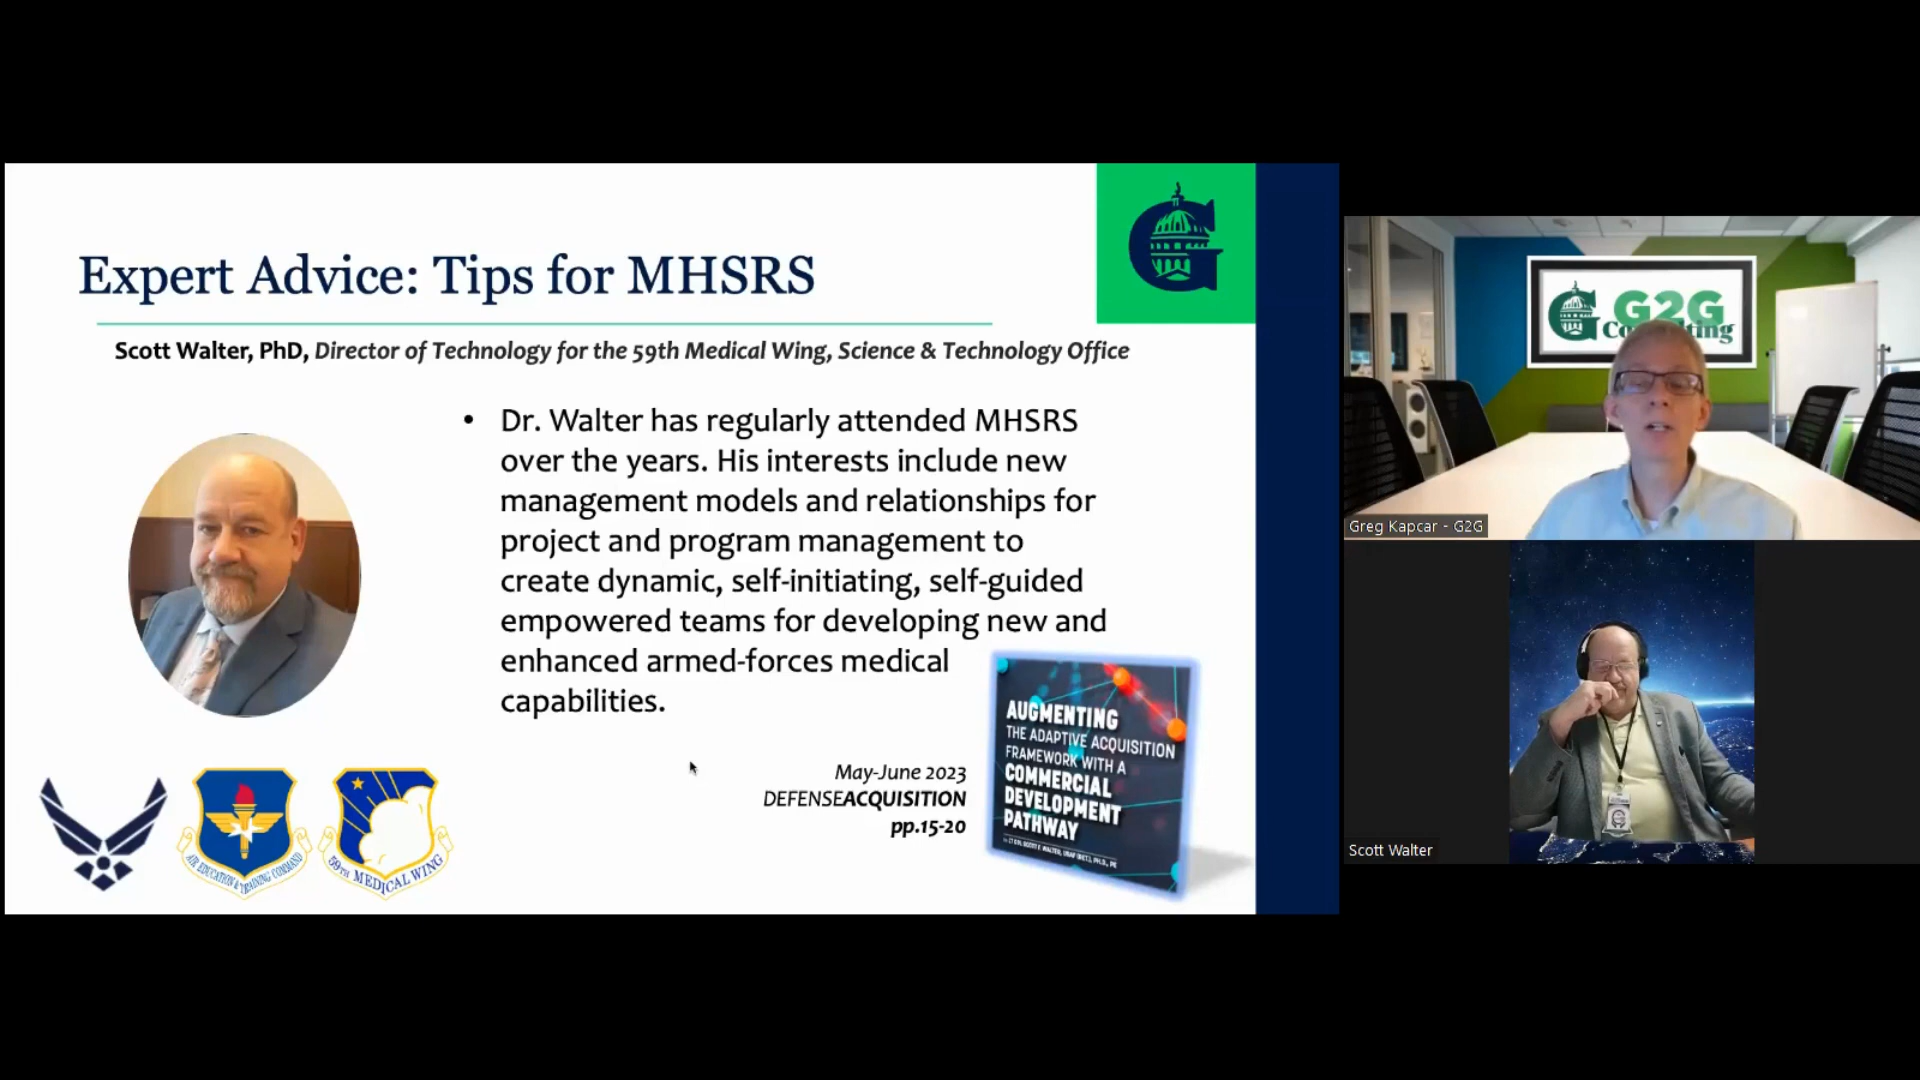 Expert Advice: Tips for MHSRS
Scott Walter, PhD, Director of Technology for the 59th Medical Wing, Science & Technology Office
• Dr. Walter has regularly attended MHSRS
over the years. His interests include new
management models and relationships for
project and program management to
create dynamic, self-initiating, self-guided
empowered teams for developing new and
enhanced armed-forces medical
capabilities.
May-June 2023
DEFENSEACQUISITION
pp.15-20
AUGMENTING
THE ADAPTIVE ACQUISITION
FRAMEWORK WITH A
COMMERCIAL
DEVELOPMENT
PATHWAY
AIR EDUCATION & TRAINING COMMAND
59TH MEDICAL WING
G2G
Consulting
Greg Kapcar - G2G
Scott Walter